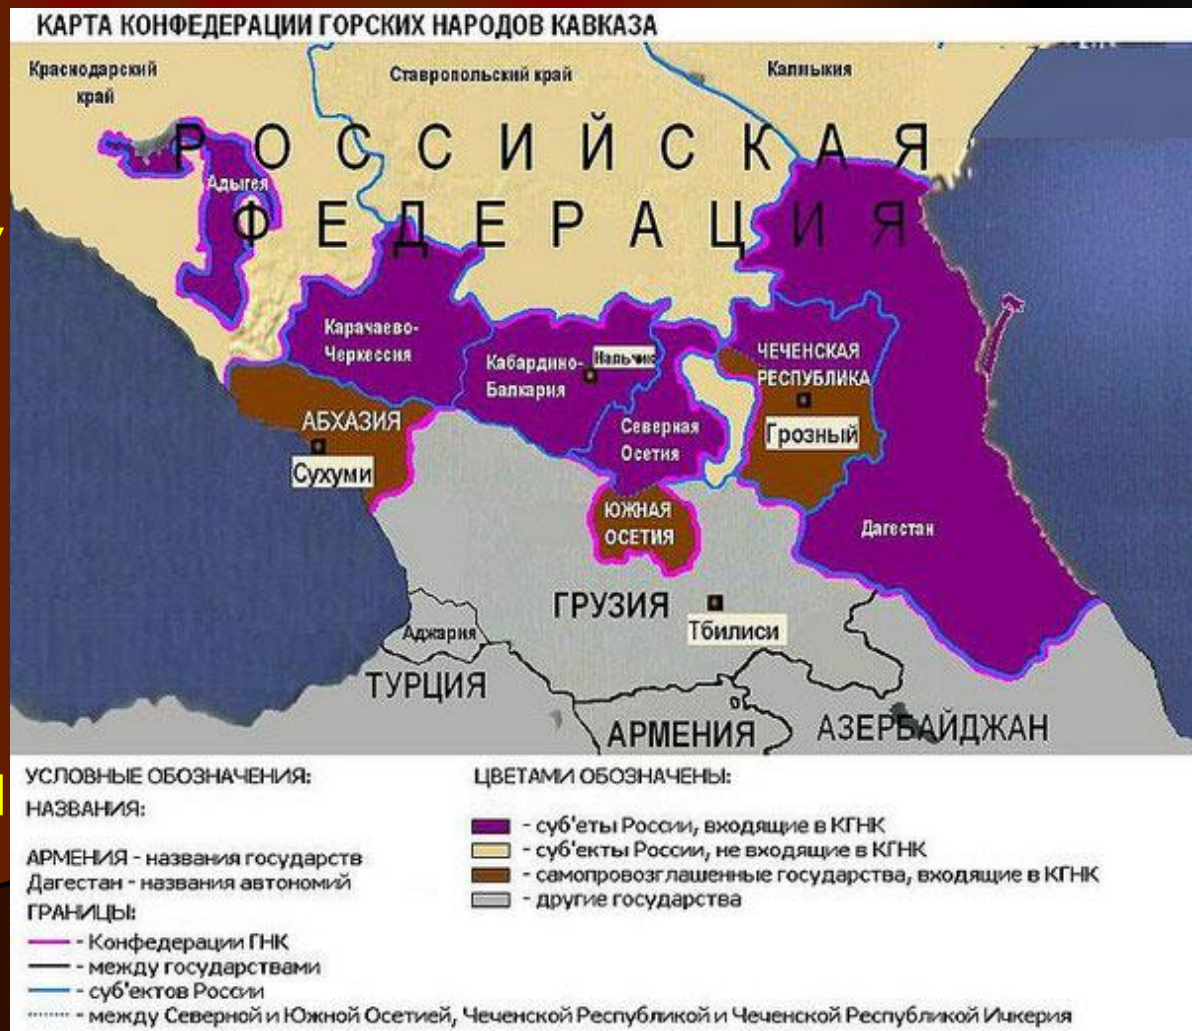 КАРТА КОНФЕДЕРАЦИИ ГОРСКИХ НАРОДОВ КАВКАЗА
Краснодарский
край
Ставропольский край
Калмыкия
РОССИЙСКАЯ
ФЕДЕРАЦИЯ
Адыгея
Карачаево-
Черкессия
Кабардино-
Балкария
Нальчик
ЧЕЧЕНСКАЯ
РЕСПУБЛИКА
Грозный
Северная
Осетия
АБХАЗИЯ
Сухуми
ЮЖНАЯ
ОСЕТИЯ
Дагестан
ГРУЗИЯ
Тбилиси
Аджария
ТУРЦИЯ
АРМЕНИЯ
АЗЕРБАЙДЖАН
УСЛОВНЫЕ ОБОЗНАЧЕНИЯ:
НАЗВАНИЯ:
АРМЕНИЯ - названия государств
Дагестан - названия автономий
ГРАНИЦЫ:
- Конфедерации ГНК
- между государствами
- суб'ектов России
- между Северной и Южной Осетией, Чеченской Республикой и Чеченской Республикой Ичкерия
ЦВЕТАМИ ОБОЗНАЧЕНЫ:
- суб'еты России, входящие в КГНК
- суб'екты России, не входящие в КГНК
- самопровозглашенные государства, входящие в КГНК
- другие государства